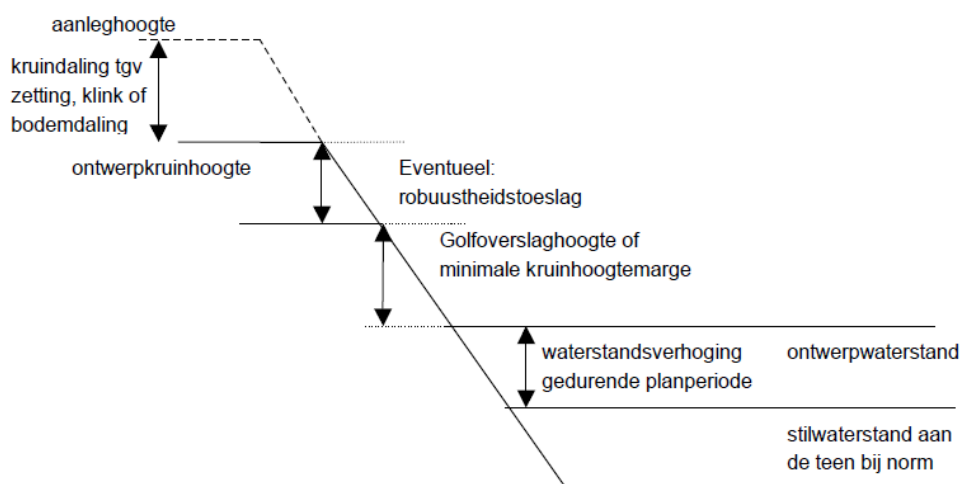 aanleghoogte
kruindaling tgv
zetting, klink of
bodemdaling
ontwerpkruinhoogte
Eventueel:
robuustheidstoeslag
Golfoverslaghoogte of
minimale kruinhoogtemarge
waterstandsverhoging
gedurende planperiode
ontwerpwaterstand
stilwaterstand aan
de teen bij norm